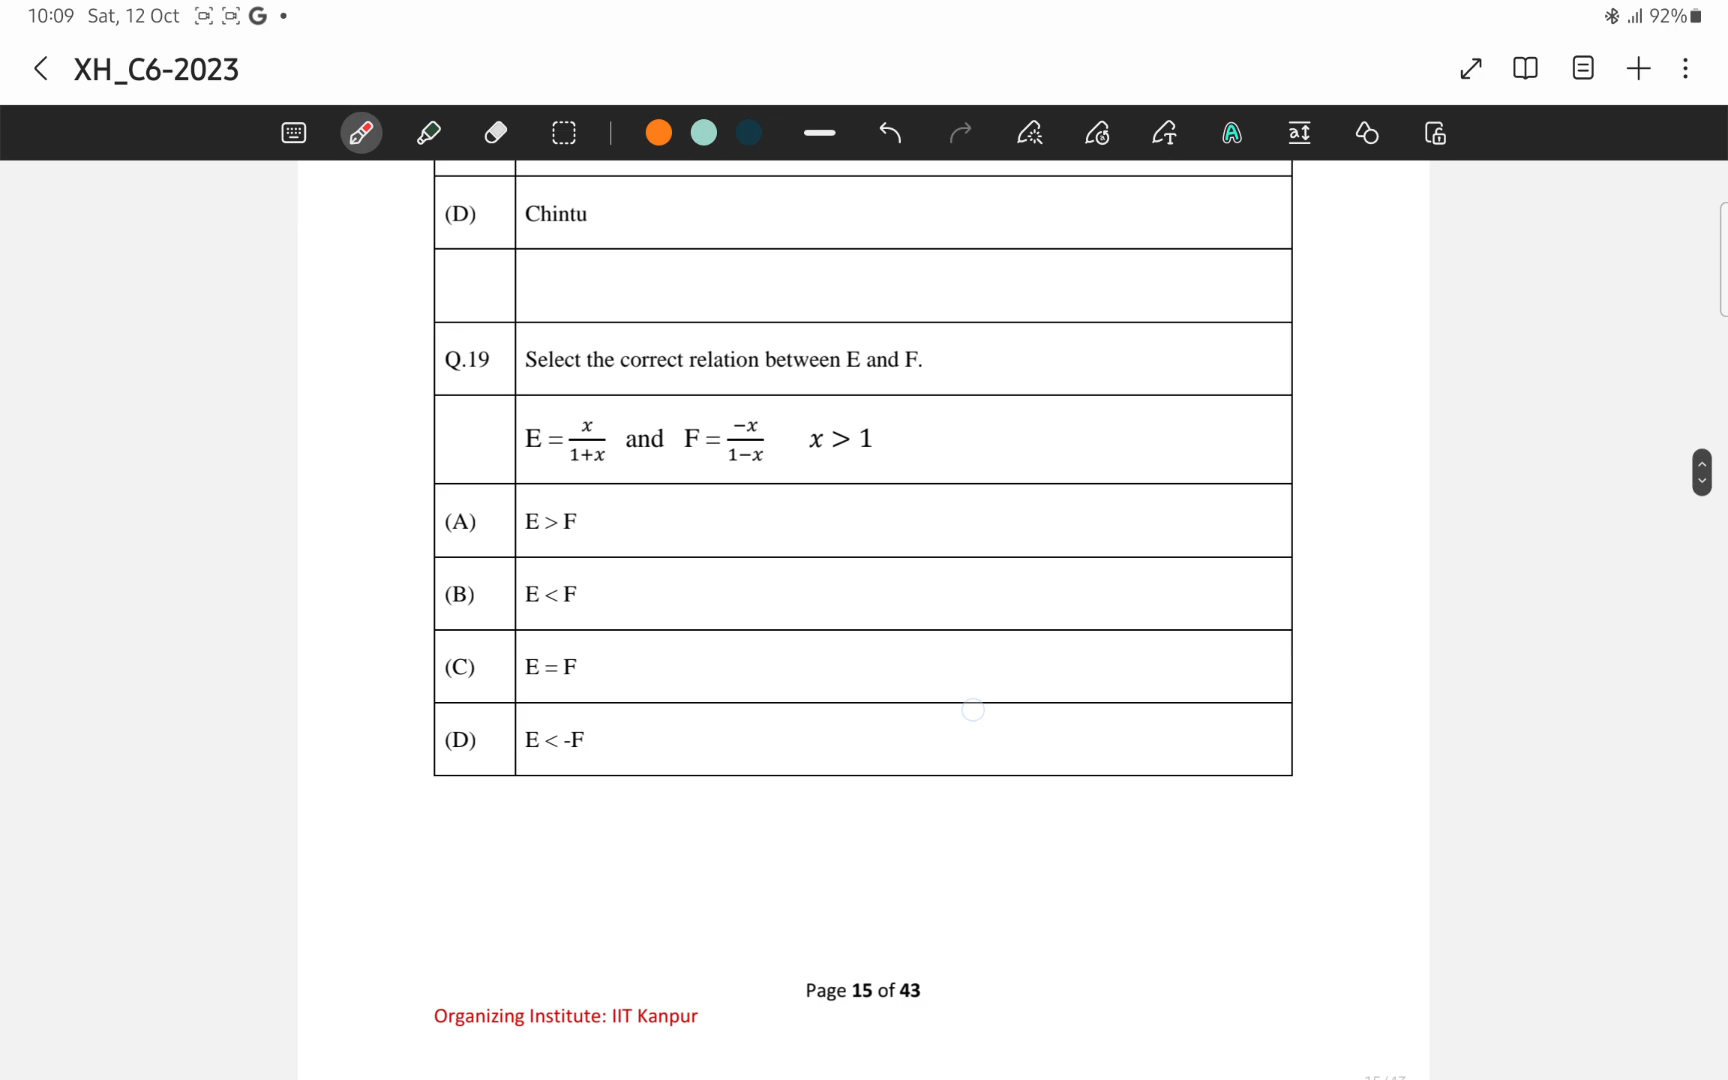 10:09 Sat, 12 Oct G • 92%
XH_C6-2023
(D) Chintu
Q.19 Select the correct relation between E and F.
E = x/(1+x) and F = −x/(1−x) x > 1
(A) E > F
(B) E < F
(C) E = F
(D) E < -F
Page 15 of 43
Organizing Institute: IIT Kanpur